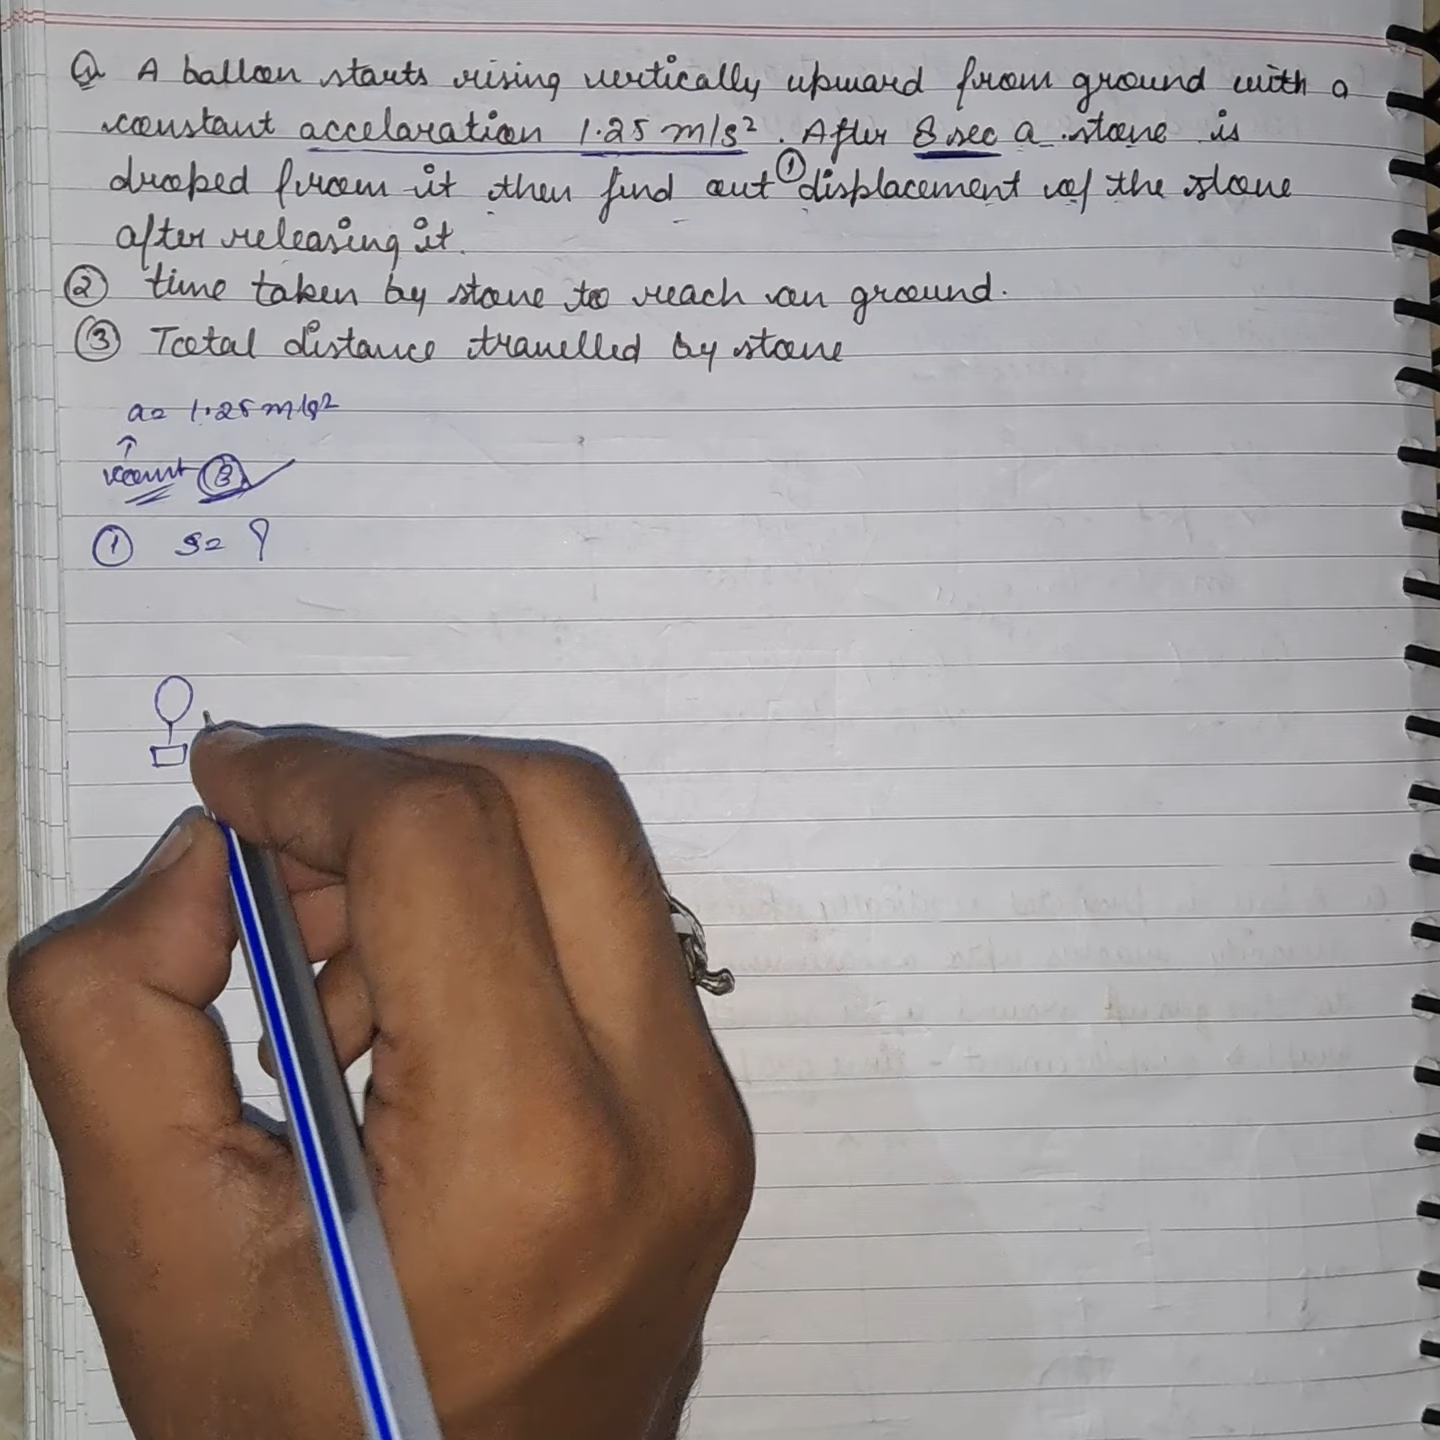 Q A balloon starts rising vertically upward from ground with a
constant accelaration 1.25 m/s². After 8 sec a stone is
dropped from it then find out ① displacement of the stone
after releasing it.
② time taken by stone to reach on ground.
③ Total distance travelled by stone
a= 1.25 m/s²
↑
① s= ?